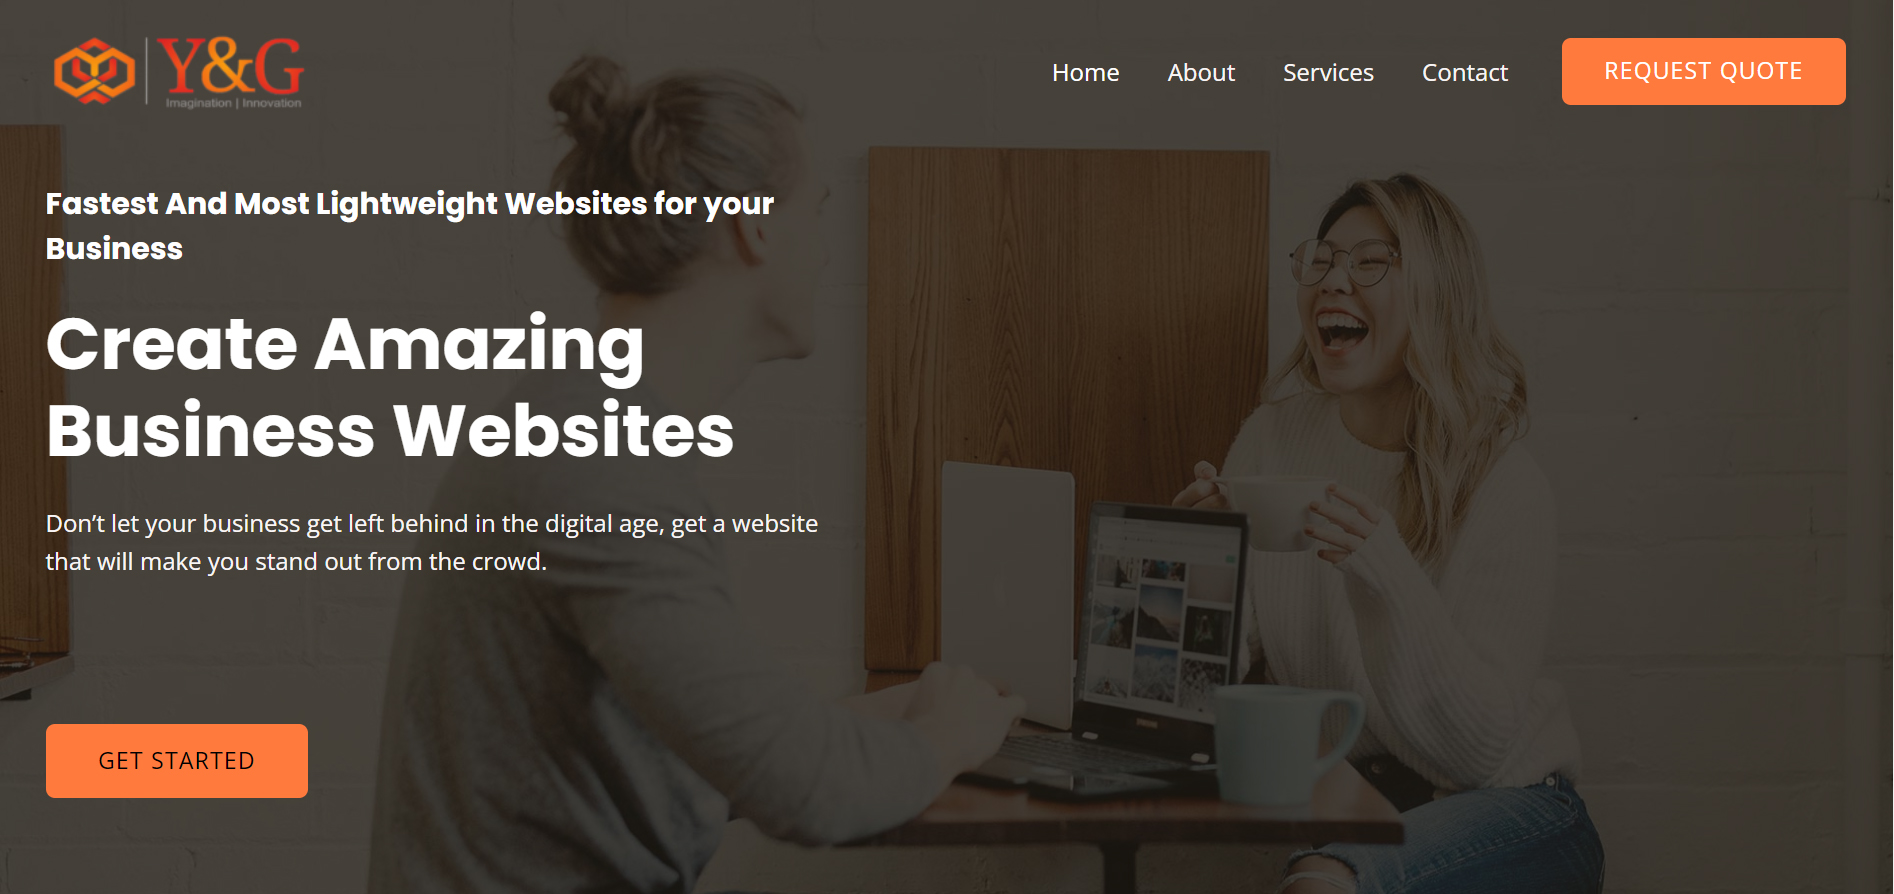 Y&G
Imagination | Innovation
Home
About
Services
Contact
REQUEST QUOTE
Fastest And Most Lightweight Websites for your
Business
Create Amazing
Business Websites
Don’t let your business get left behind in the digital age, get a website
that will make you stand out from the crowd.
GET STARTED